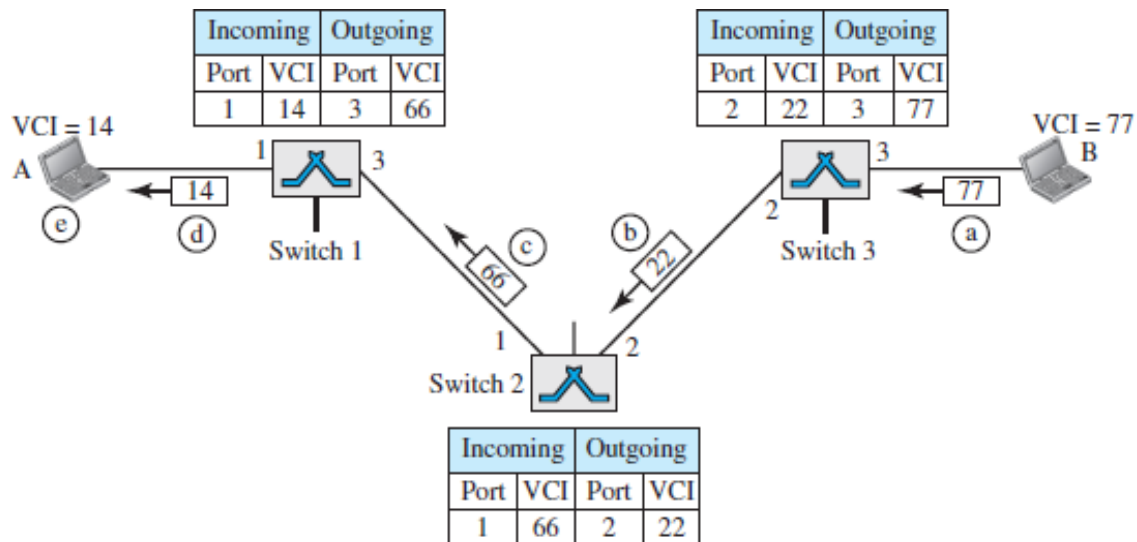 Incoming Outgoing
Port VCI Port VCI
1 14 3 66
Incoming Outgoing
Port VCI Port VCI
2 22 3 77
VCI = 14
A
1
3
14
e
d
Switch 1
VCI = 77
B
3
2
77
a
Switch 3
b
22
c
66
1
2
Switch 2
Incoming Outgoing
Port VCI Port VCI
1 66 2 22